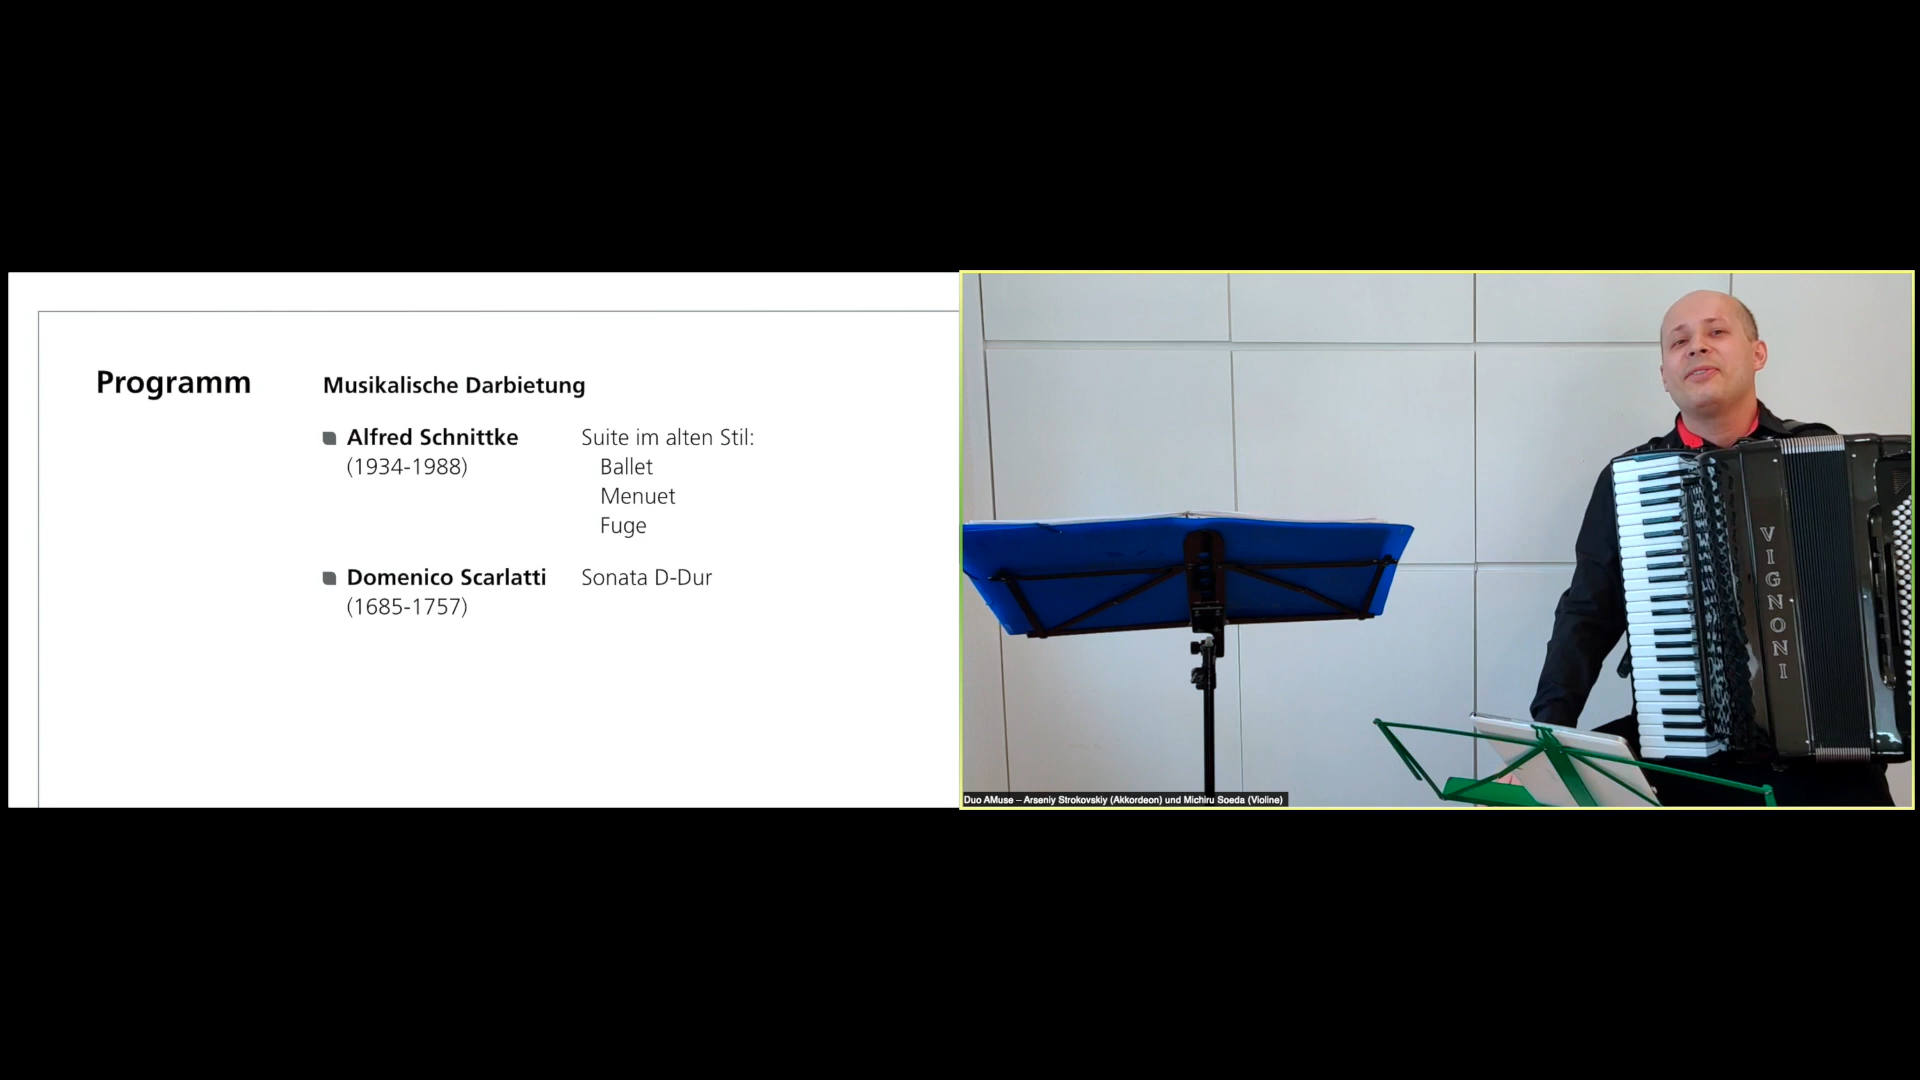 Programm
Musikalische Darbietung
Alfred Schnittke
(1934-1988)
Suite im alten Stil:
Ballet
Menuet
Fuge
Domenico Scarlatti
(1685-1757)
Sonata D-Dur
VIGNONI
Duo AMuse – Arseniy Strokovskiy (Akkordeon) und Michiru Soeda (Violine)